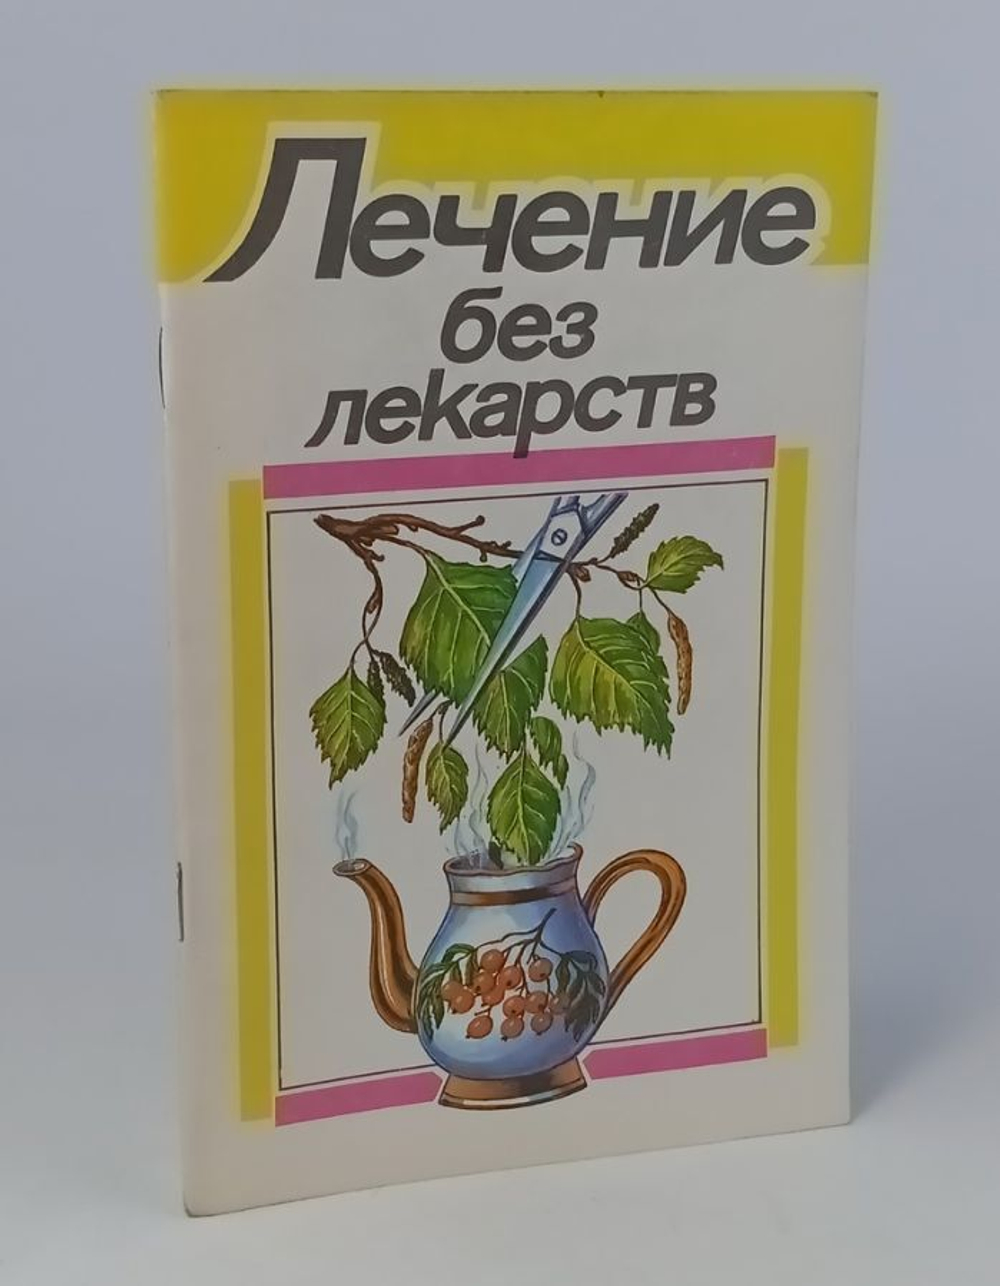 Лечение
без
лекарств